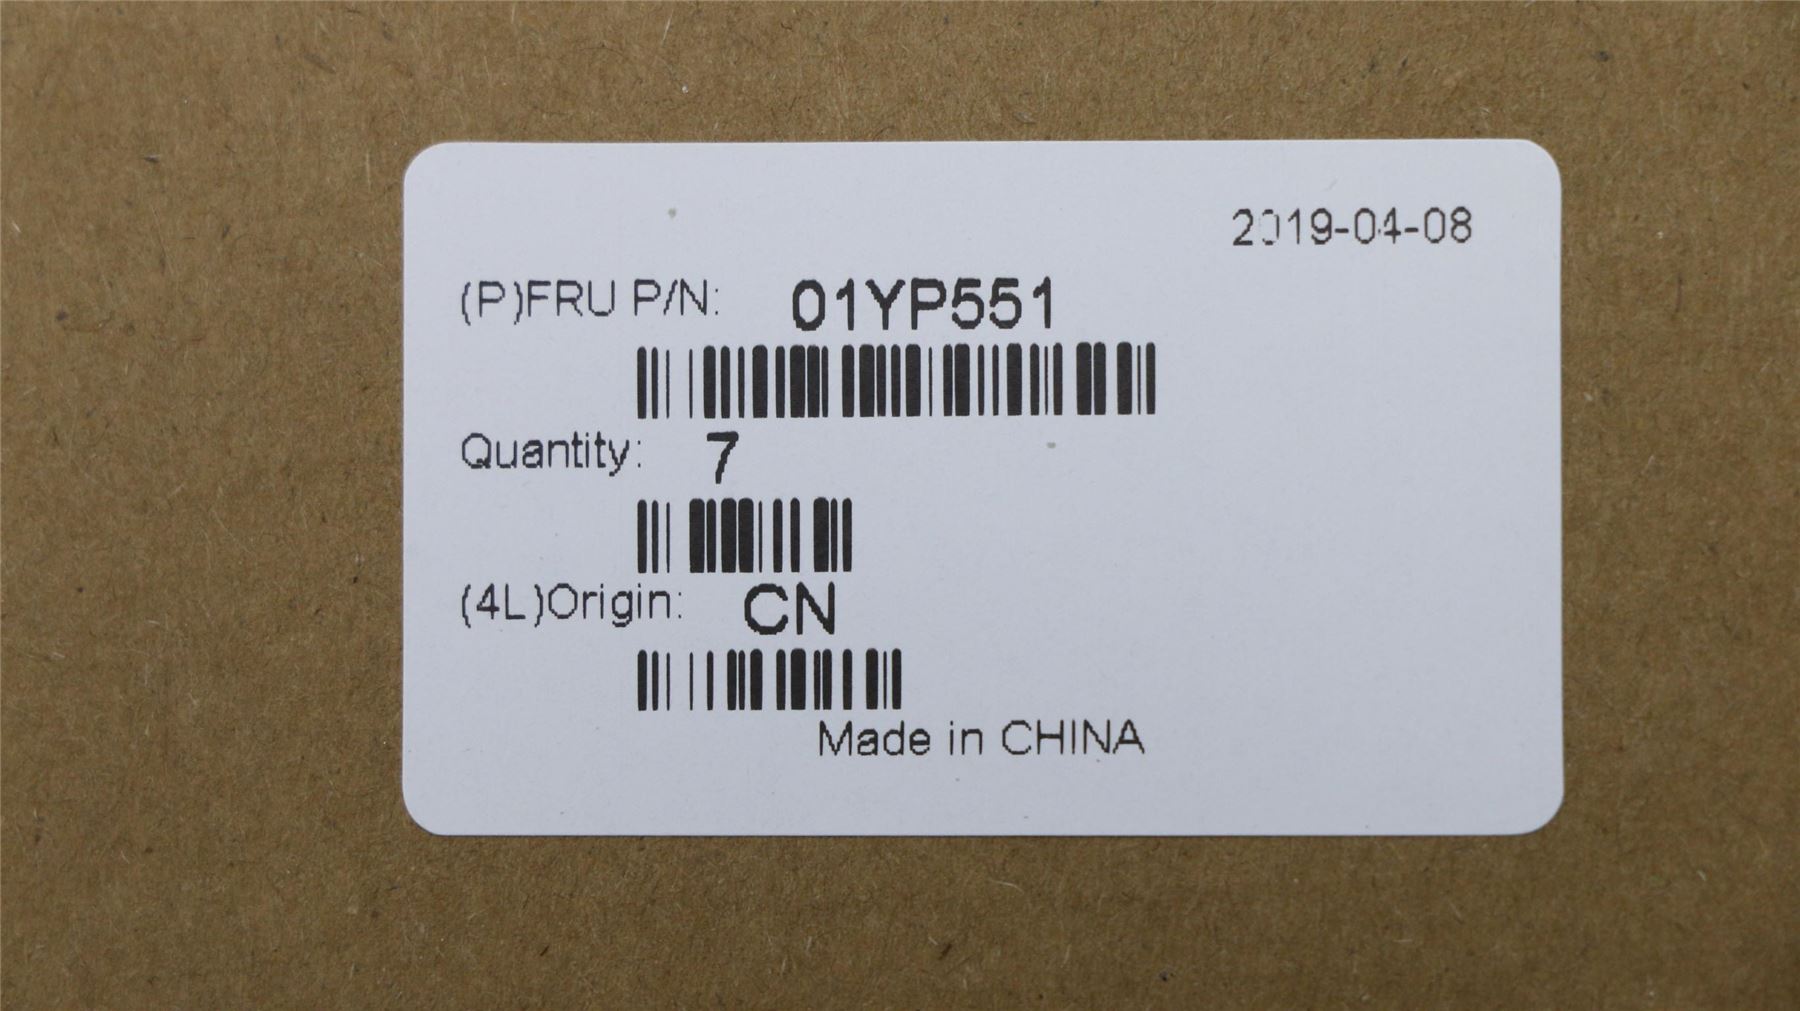 2019-04-08
(P)FRU P/N: 01YP551
Quantity: 7
(4L)Origin: CN
Made in CHINA